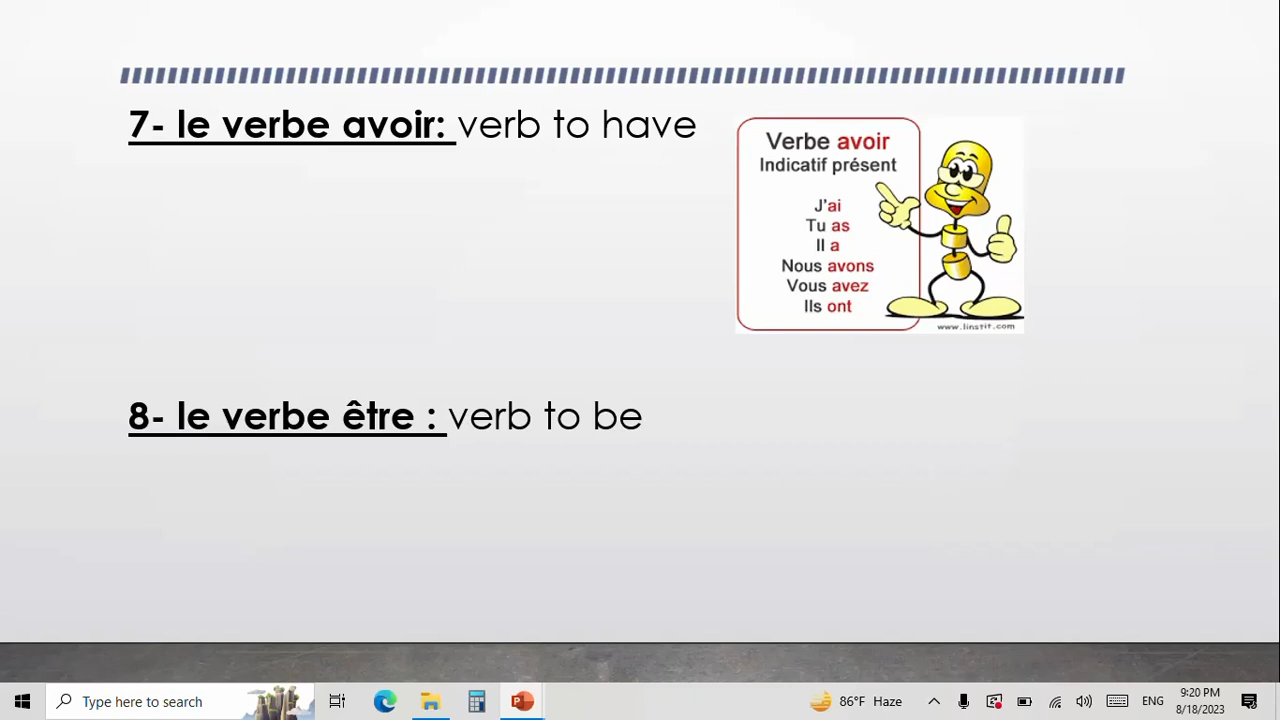 7- le verbe avoir: verb to have
Verbe avoir
Indicatif présent
J'ai
Tu as
Il a
Nous avons
Vous avez
Ils ont
www.linstit.com
8- le verbe être : verb to be
Type here to search
86°F Haze
ENG
9:20 PM
8/18/2023